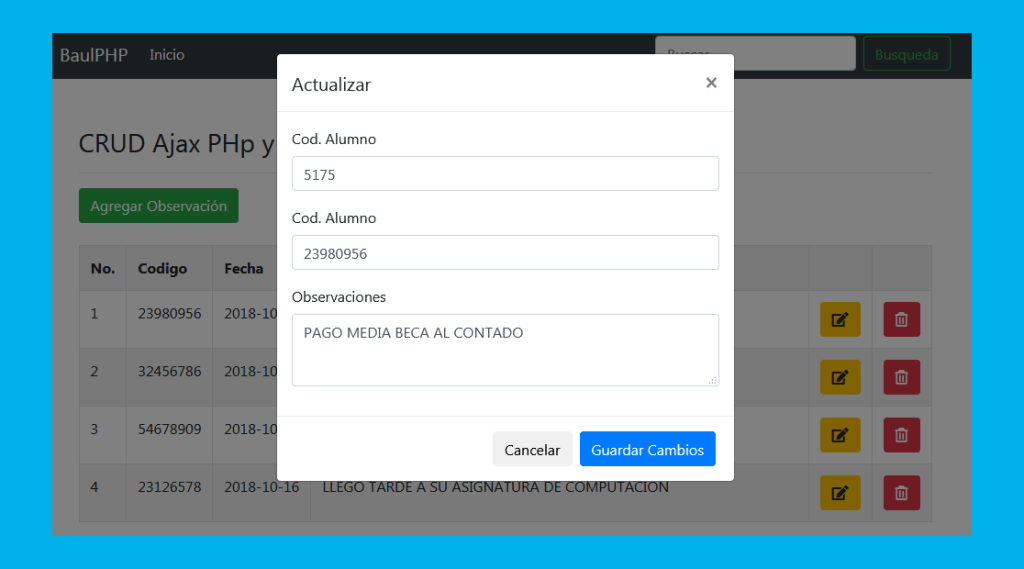 BaulPHP Inicio Busqueda
Actualizar ×
CRUD Ajax PHp y
Cod. Alumno
5175
Agregar Observación
Cod. Alumno
23980956
No. Codigo Fecha
Observaciones
1 23980956 2018-10
PAGO MEDIA BECA AL CONTADO
2 32456786 2018-10
3 54678909 2018-10
Cancelar Guardar Cambios
4 23126578 2018-10-16 LLEGO TARDE A SU ASIGNATURA DE COMPUTACION